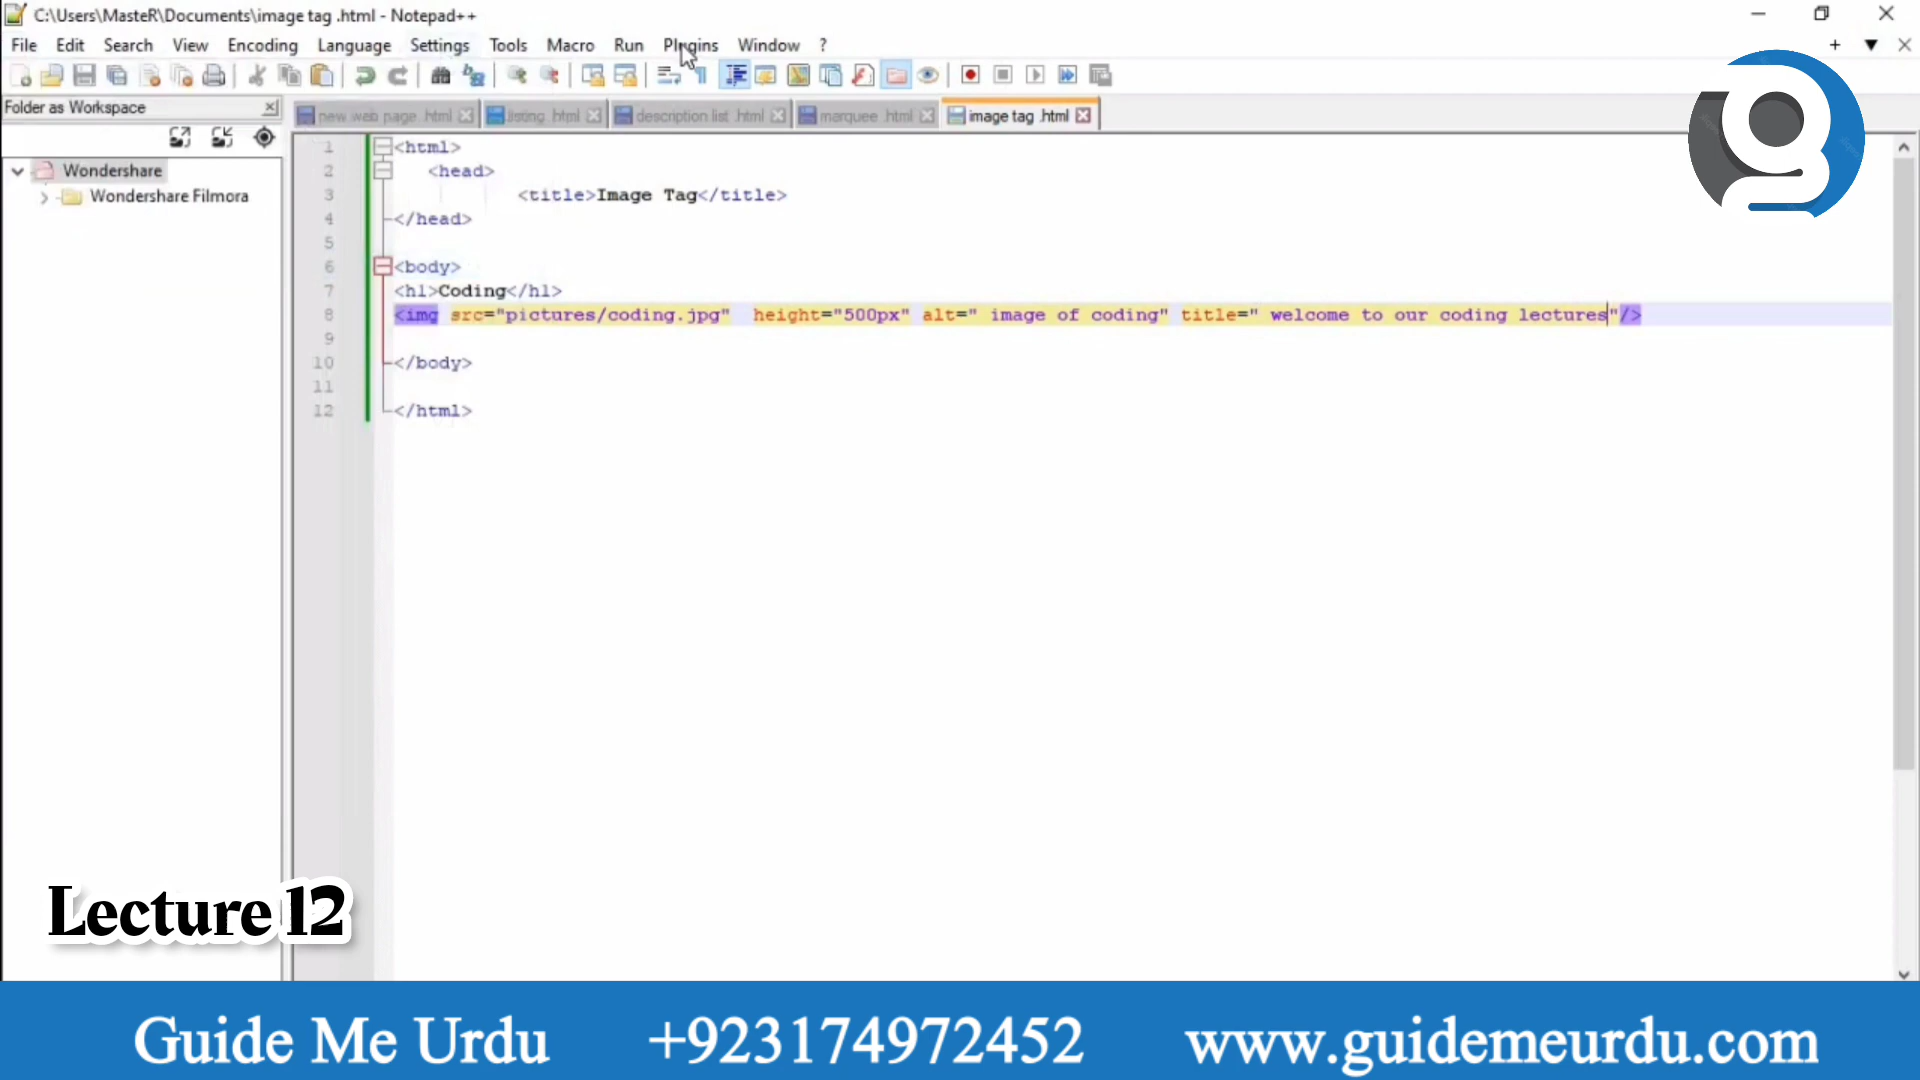 C:\Users\MasteR\Documents\image tag .html - Notepad++
File Edit Search View Encoding Language Settings Tools Macro Run Plugins Window ?
Folder as Workspace
new web page .html listing .html description list .html marquee .html image tag .html
Wondershare
Wondershare Filmora
1 <html>
2 <head>
3 <title>Image Tag</title>
4 </head>
5
6 <body>
7 <h1>Coding</h1>
8 <img src="pictures/coding.jpg"  height="500px" alt=" image of coding" title=" welcome to our coding lectures"/>
9
10 </body>
11
12 </html>
Lecture 12
Guide Me Urdu +923174972452 www.guidemeurdu.com